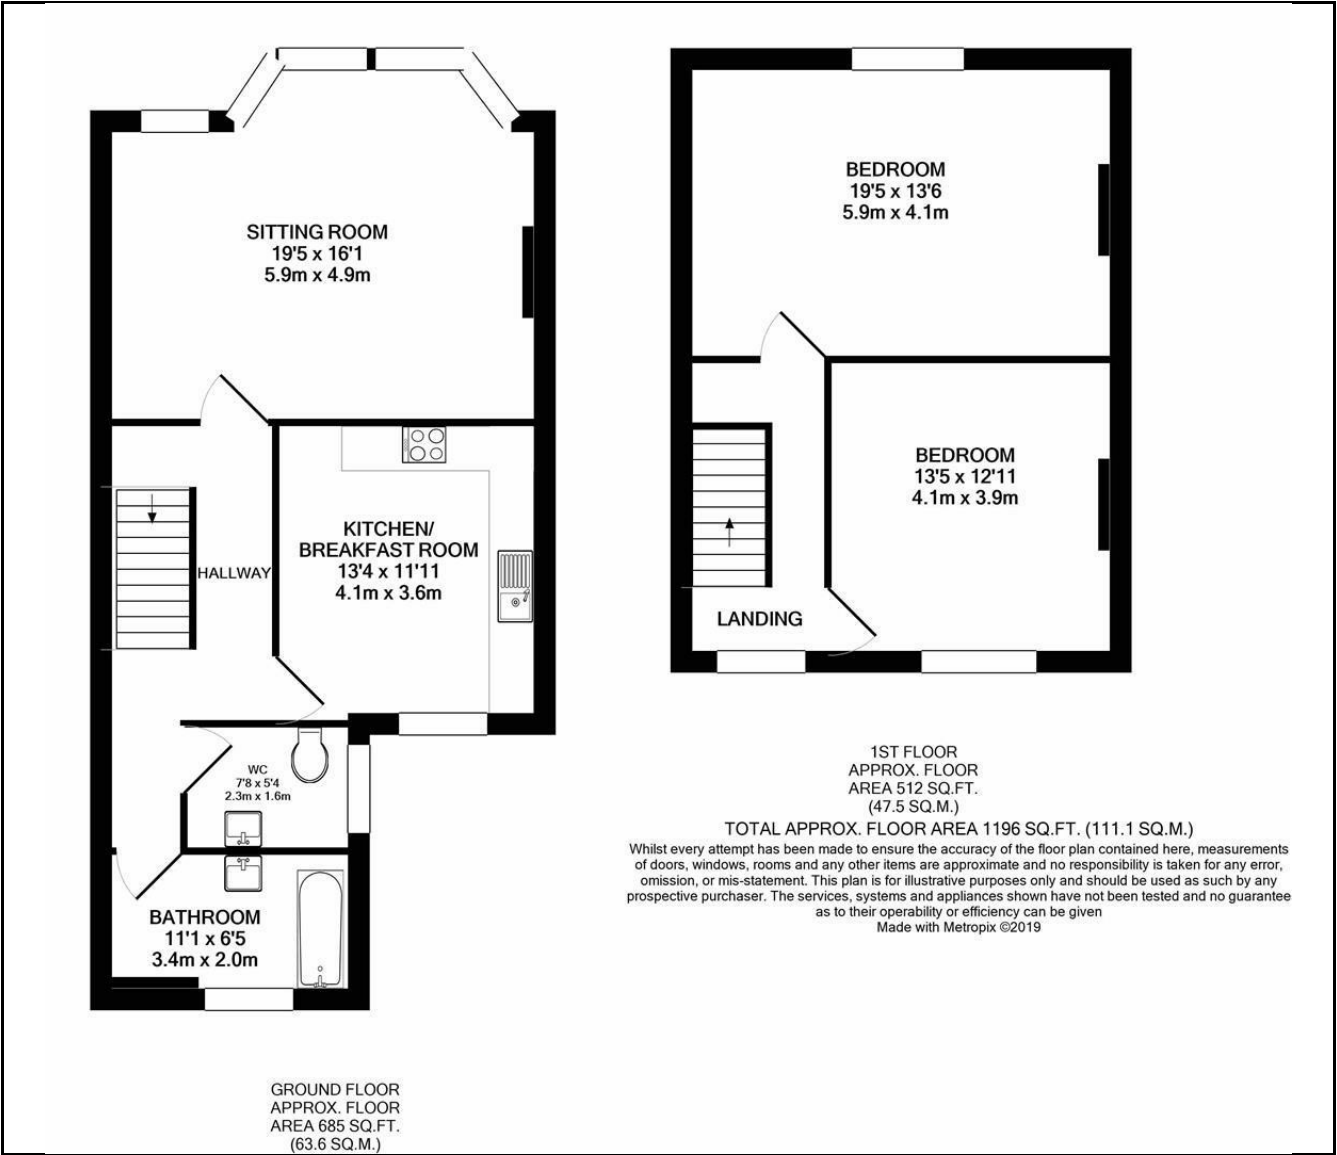 SITTING ROOM
19'5 x 16'1
5.9m x 4.9m
HALLWAY
KITCHEN/
BREAKFAST ROOM
13'4 x 11'11
4.1m x 3.6m
WC
7'8 x 5'4
2.3m x 1.6m
BATHROOM
11'1 x 6'5
3.4m x 2.0m
GROUND FLOOR
APPROX. FLOOR
AREA 685 SQ.FT.
(63.6 SQ.M.)
BEDROOM
19'5 x 13'6
5.9m x 4.1m
BEDROOM
13'5 x 12'11
4.1m x 3.9m
LANDING
1ST FLOOR
APPROX. FLOOR
AREA 512 SQ.FT.
(47.5 SQ.M.)
TOTAL APPROX. FLOOR AREA 1196 SQ.FT. (111.1 SQ.M.)
Whilst every attempt has been made to ensure the accuracy of the floor plan contained here, measurements
of doors, windows, rooms and any other items are approximate and no responsibility is taken for any error,
omission, or mis-statement. This plan is for illustrative purposes only and should be used as such by any
prospective purchaser. The services, systems and appliances shown have not been tested and no guarantee
as to their operability or efficiency can be given
Made with Metropix ©2019